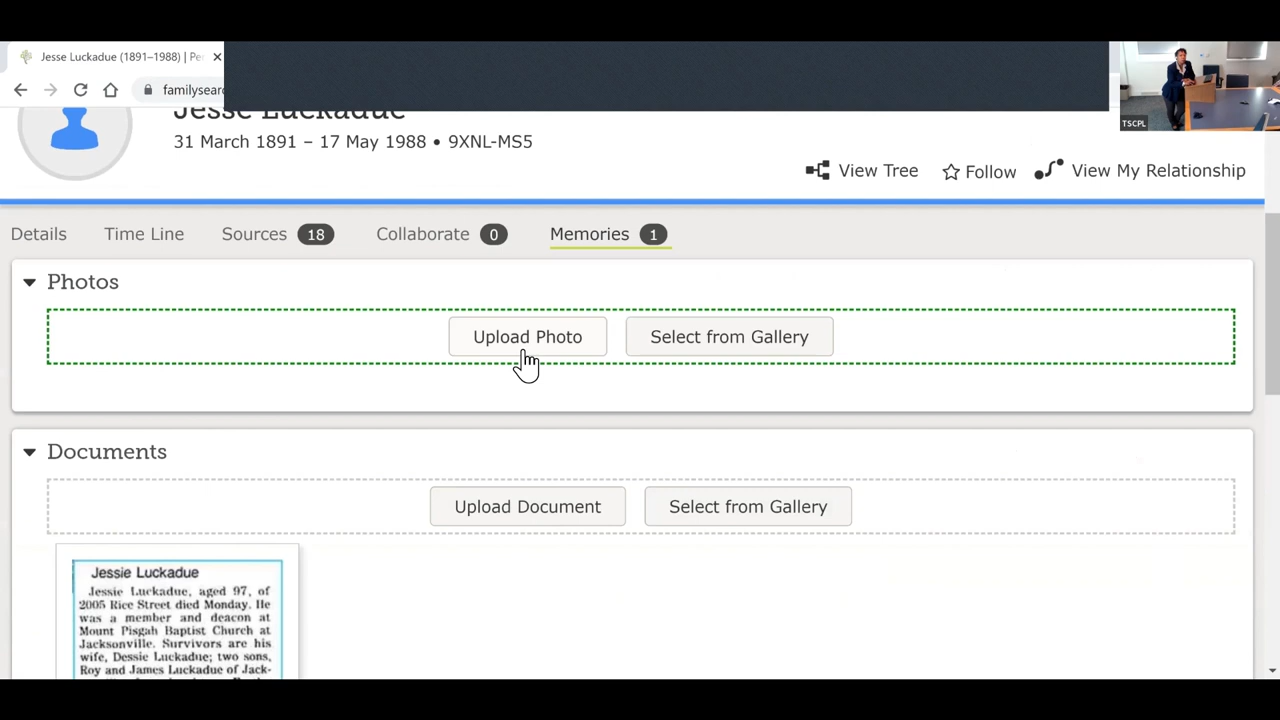 Jesse Luckadue (1891–1988) | Per
familysear
Jesse Luckadue
31 March 1891 – 17 May 1988 • 9XNL-MS5
TSCPL
View Tree Follow View My Relationship
Details Time Line Sources 18 Collaborate 0 Memories 1
Photos
Upload Photo Select from Gallery
Documents
Upload Document Select from Gallery
Jessie Luckadue
Jessie Luckadue, aged 97, of
2005 Rice Street died Monday. He
was a member and deacon at
Mount Pisgah Baptist Church at
Jacksonville. Survivors are his
wife, Dessie Luckadue; two sons,
Roy and James Luckadue of Jack-